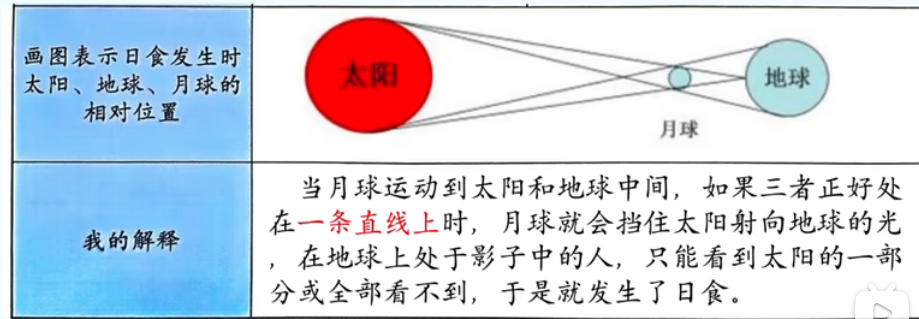 画图表示日食发生时
太阳、地球、月球的
相对位置
太阳
地球
月球
我的解释
当月球运动到太阳和地球中间，如果三者正好处
在一条直线上时，月球就会挡住太阳射向地球的光
，在地球上处于影子中的人，只能看到太阳的一部
分或全部看不到，于是就发生了日食。